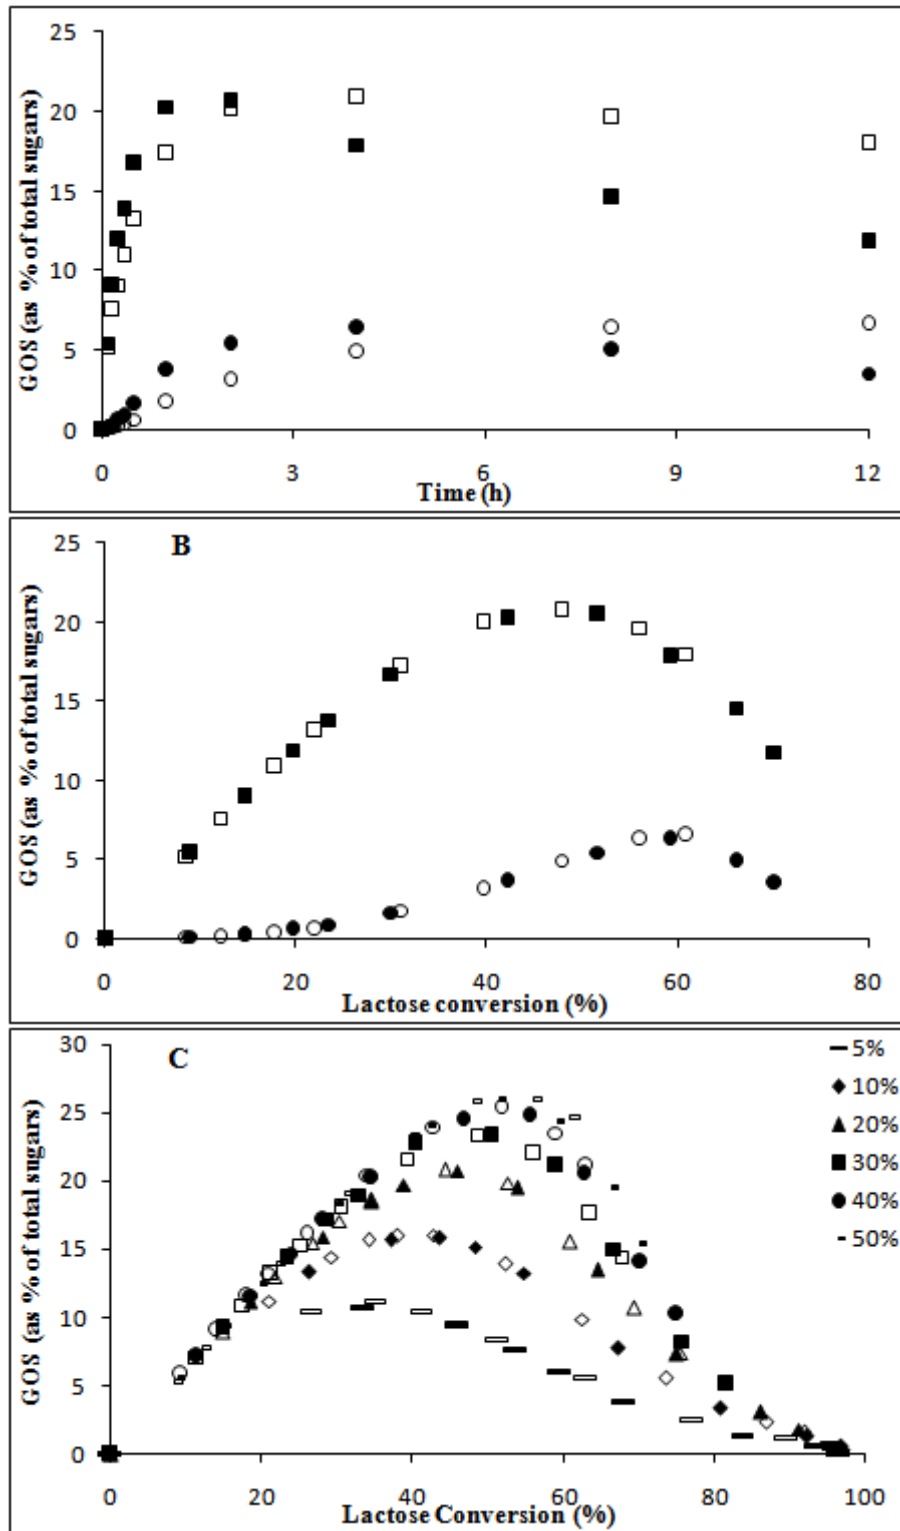 25
20
15
10
5
0
GOS (as % of total sugars)
0 3 6 9 12
Time (h)
B
25
20
15
10
5
0
GOS (as % of total sugars)
0 20 40 60 80
Lactose conversion (%)
C
30
25
20
15
10
5
0
GOS (as % of total sugars)
5%
10%
20%
30%
40%
50%
0 20 40 60 80 100
Lactose Conversion (%)